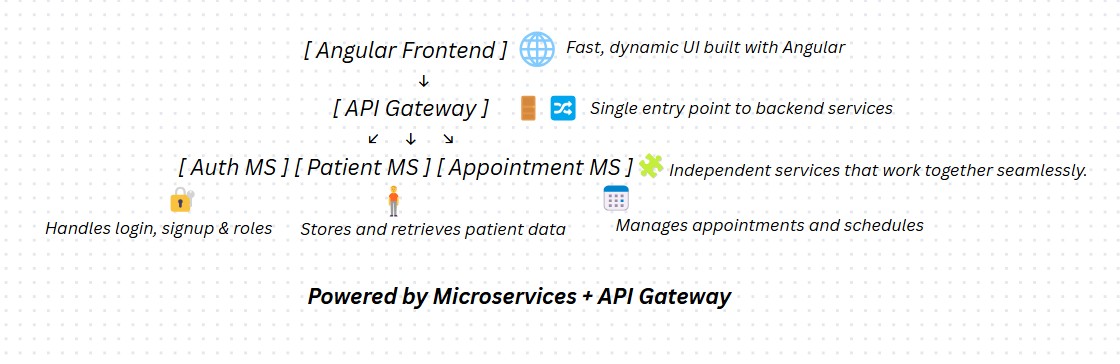 [ Angular Frontend ] Fast, dynamic UI built with Angular
↓
[ API Gateway ] Single entry point to backend services
↙ ↓ ↘
[ Auth MS ] [ Patient MS ] [ Appointment MS ] Independent services that work together seamlessly.
Handles login, signup & roles Stores and retrieves patient data Manages appointments and schedules
Powered by Microservices + API Gateway